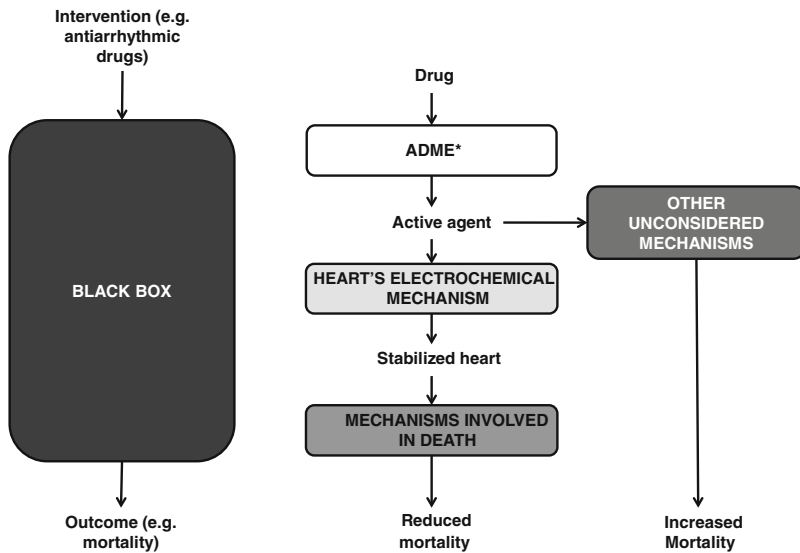 Intervention (e.g.
antiarrhythmic
drugs)
BLACK BOX
Outcome (e.g.
mortality)
Drug
ADME*
Active agent
HEART'S ELECTROCHEMICAL
MECHANISM
Stabilized heart
MECHANISMS INVOLVED
IN DEATH
Reduced
mortality
OTHER
UNCONSIDERED
MECHANISMS
Increased
Mortality